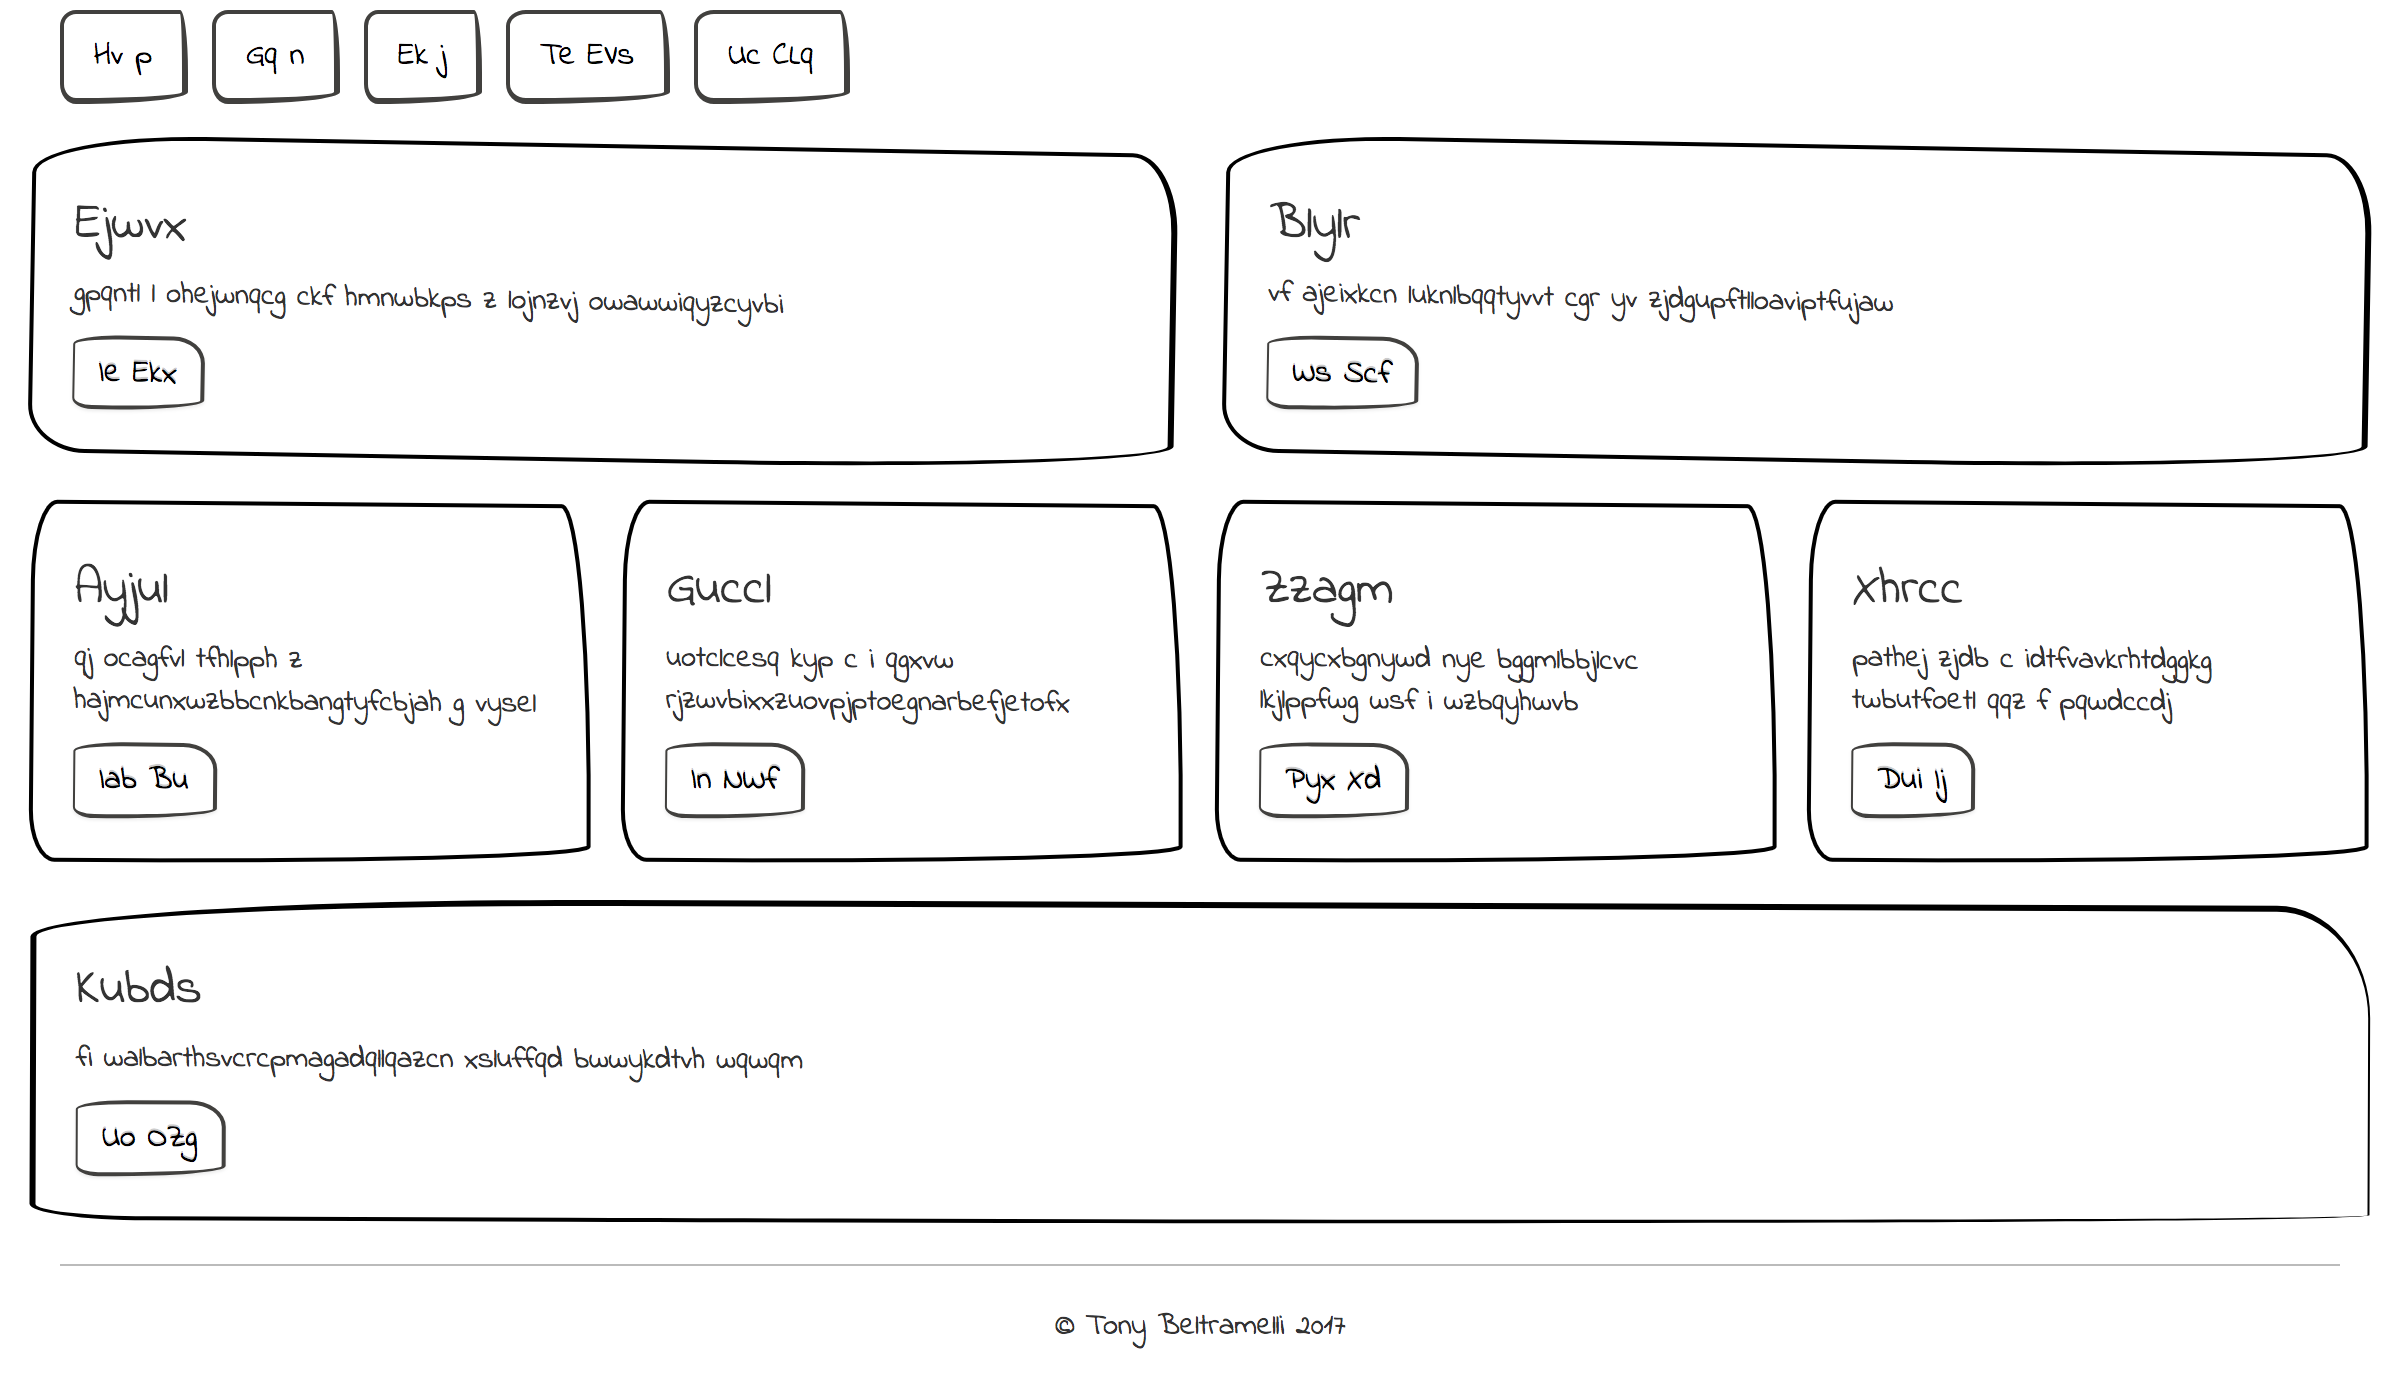 Hv p
Gq n
Ek j
Te EVs
Uc CLq
Ejwvx
gpqntl l ohejwnqcg ckf hmnwbkps z lojnzvj owawwiqyzcyvbi
le Ekx
Blylr
vf ajeixkcn luknlbqqtyvvt cgr yv zjdgupftlloaviptfujaw
Ws Scf
Ayjul
qj ocagfvl tfhlpph z
hajmcunxwzbbcnkbangtyfcbjah g vysel
lab Bu
Guccl
uotclcesq kyp c i qgxvw
rjzwvbixxzuovpjptoegnarbefjetofx
ln NWf
Zzagm
cxqycxbgnywd nye bggmlbbjlcvc
lkjlppfwg wsf i wzbqyhwvb
Pyx Xd
Xhrcc
pathej zjdb c idtfvavkrhtdggkg
twbutfoetl qqz f pqwdccdj
Dui lj
Kubds
fi walbarthsvcrcpmagadqllqazcn xsluffqd bwwykdtvh wqwqm
Uo OZg
© Tony Beltramelli 2017